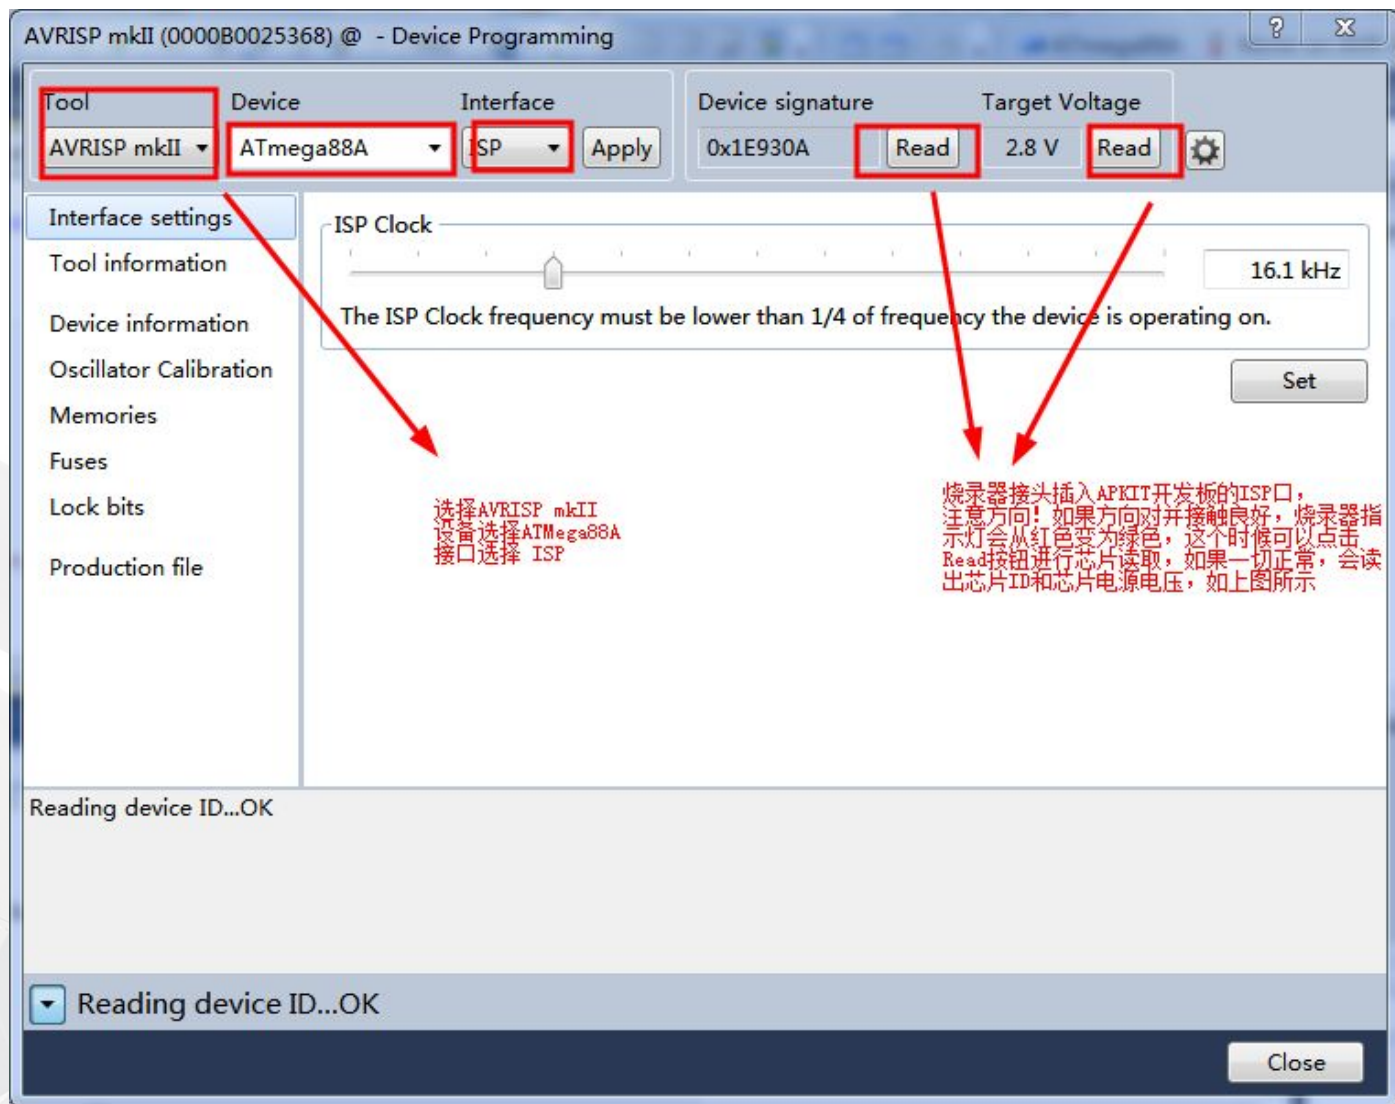 AVRISP mkII (0000B0025368) @  - Device Programming
Tool Device Interface Device signature Target Voltage
AVRISP mkII ATmega88A ISP Apply 0x1E930A Read 2.8 V Read
Interface settings
Tool information
Device information
Oscillator Calibration
Memories
Fuses
Lock bits
Production file
ISP Clock
16.1 kHz
The ISP Clock frequency must be lower than 1/4 of frequency the device is operating on.
Set
选择AVRISP mkII
设备选择ATMega88A
接口选择 ISP
烧录器接头插入APKIT开发板的ISP口，
注意方向！如果方向对并接触良好，烧录器指
示灯会从红色变为绿色，这个时候可以点击
Read按钮进行芯片读取，如果一切正常，会读
出芯片ID和芯片电源电压，如上图所示
Reading device ID...OK
Reading device ID...OK
Close